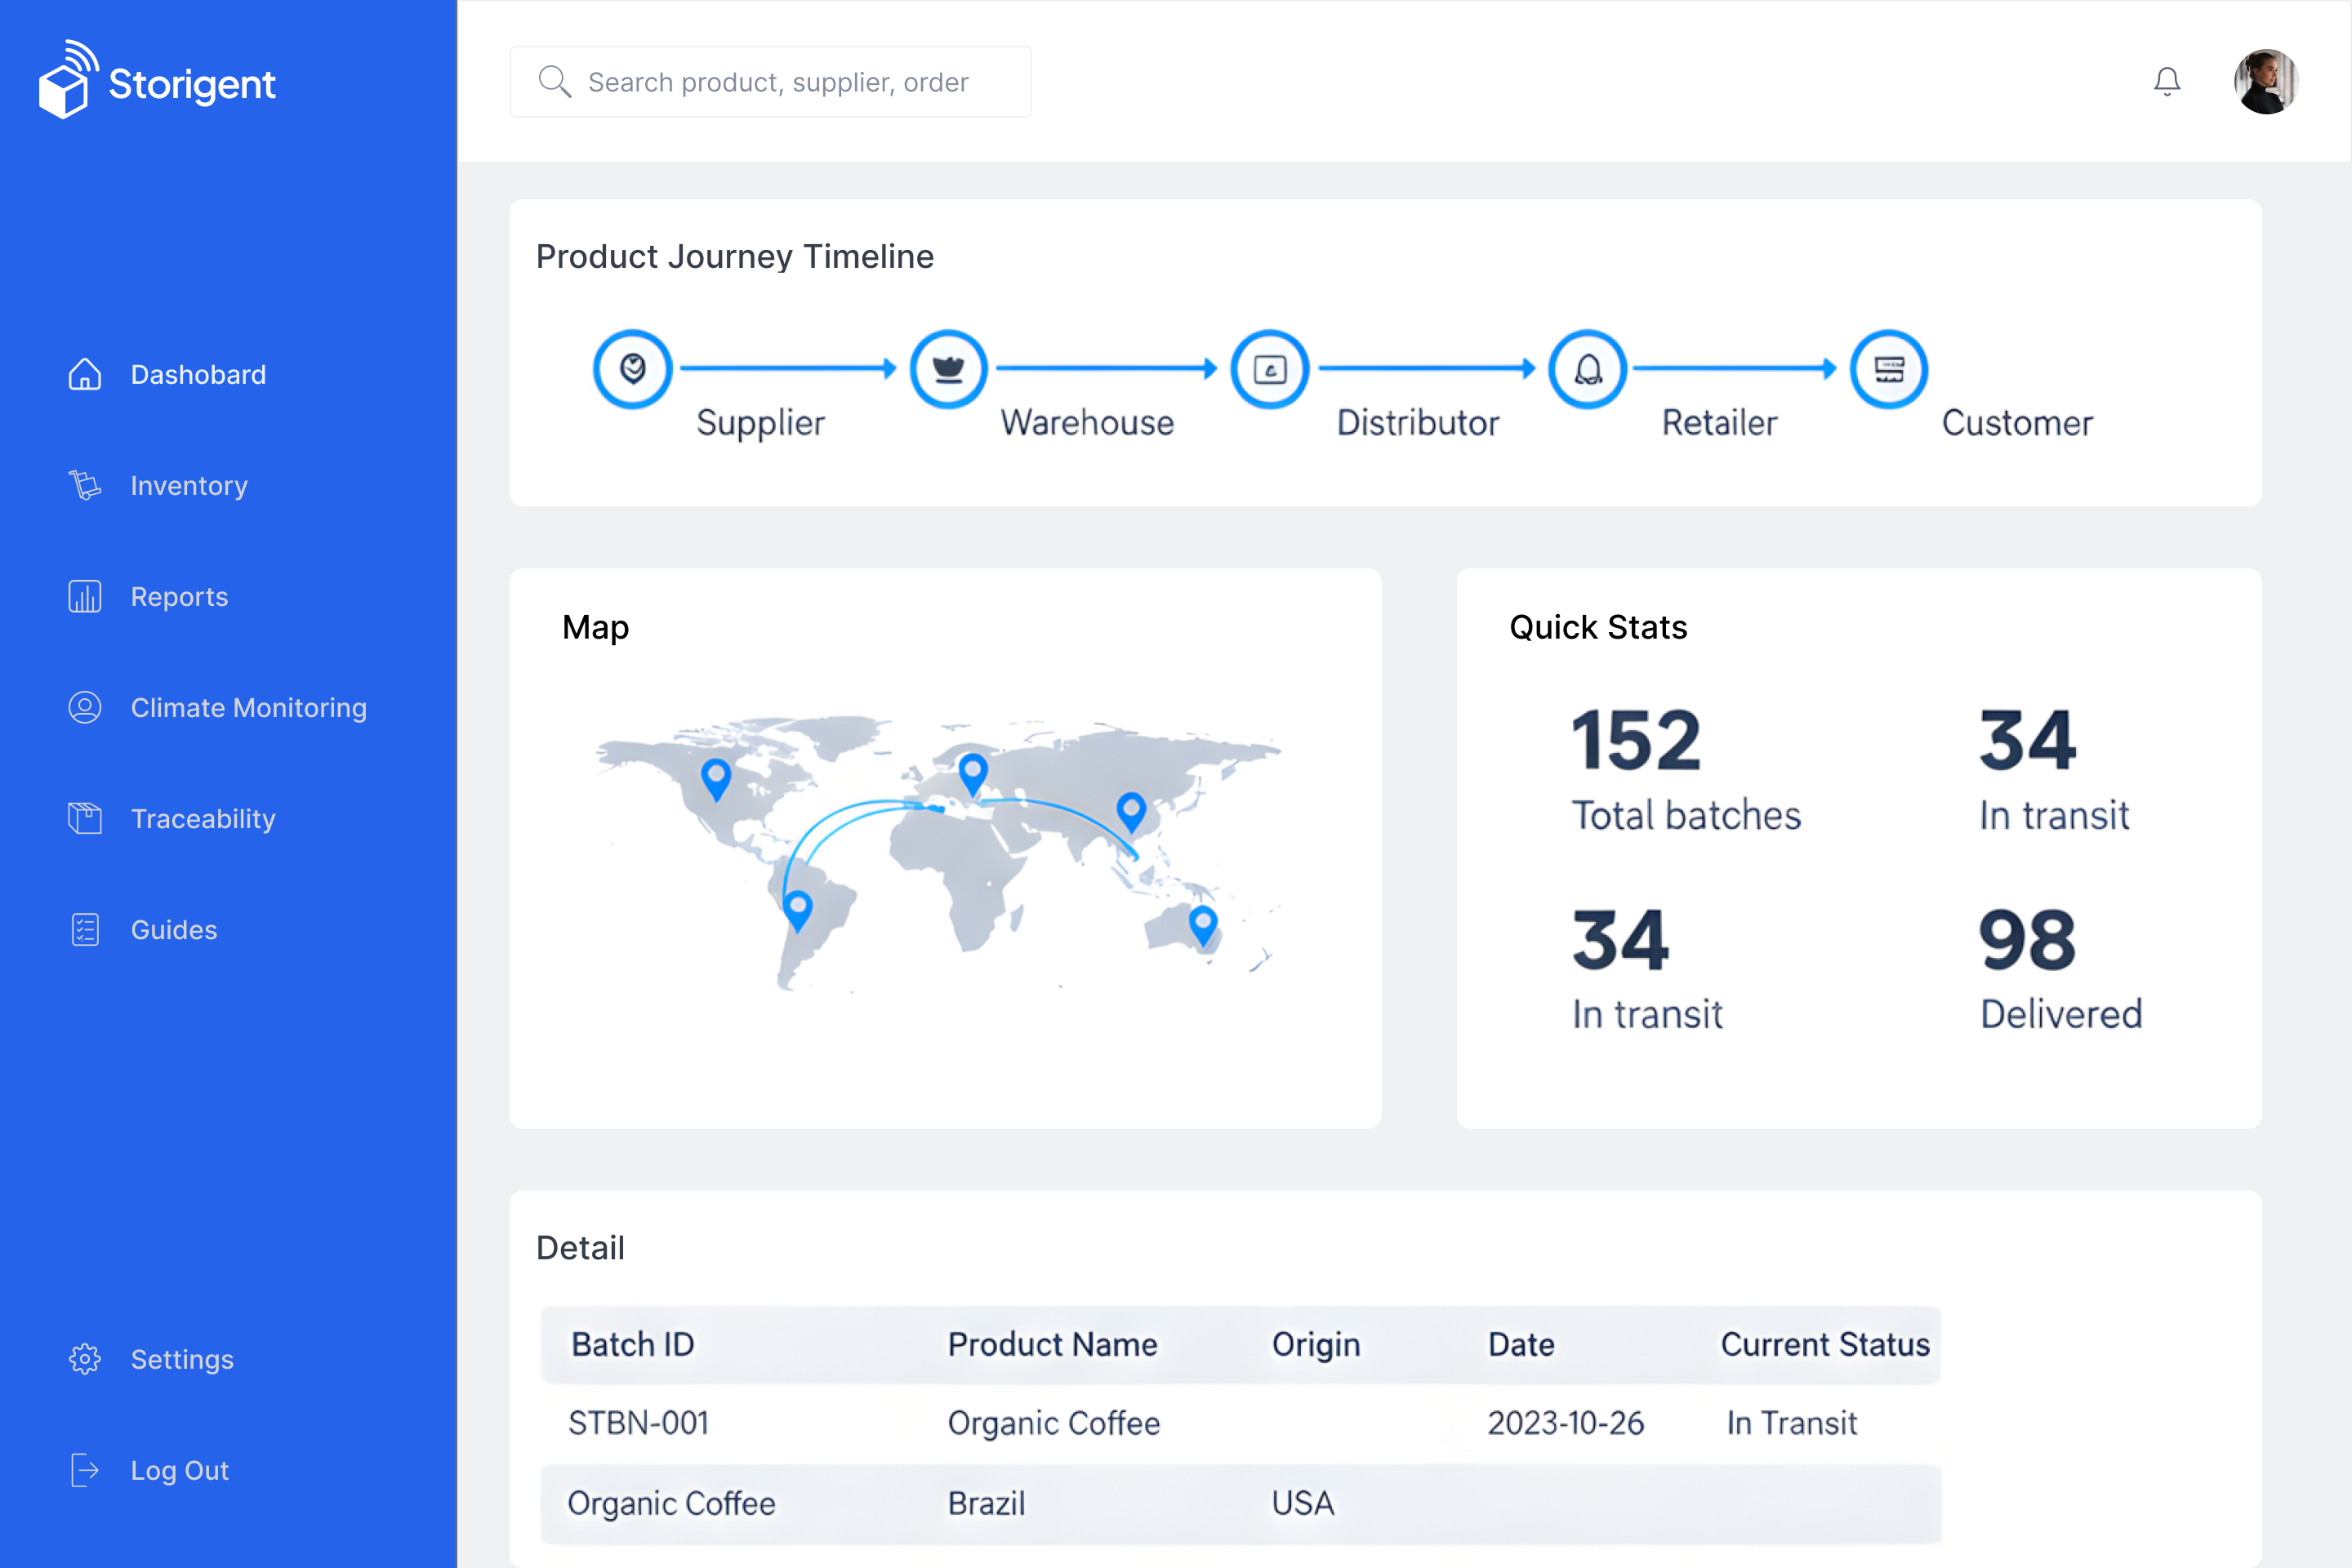 Storigent
Search product, supplier, order
Dashobard
Inventory
Reports
Climate Monitoring
Traceability
Guides
Settings
Log Out
Product Journey Timeline
Supplier Warehouse Distributor Retailer Customer
Map
Quick Stats
152 34
Total batches In transit
34 98
In transit Delivered
Detail
Batch ID Product Name Origin Date Current Status
STBN-001 Organic Coffee 2023-10-26 In Transit
Organic Coffee Brazil USA